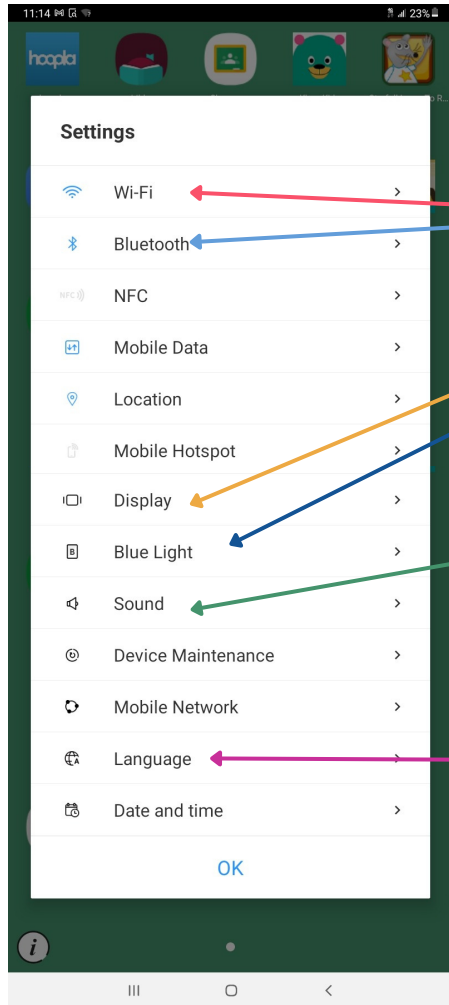 11:14
23%
hoopla
Settings
Wi-Fi
Bluetooth
NFC
NFC
Mobile Data
Location
Mobile Hotspot
Display
B
Blue Light
Sound
Device Maintenance
Mobile Network
A
Language
Date and time
OK
i